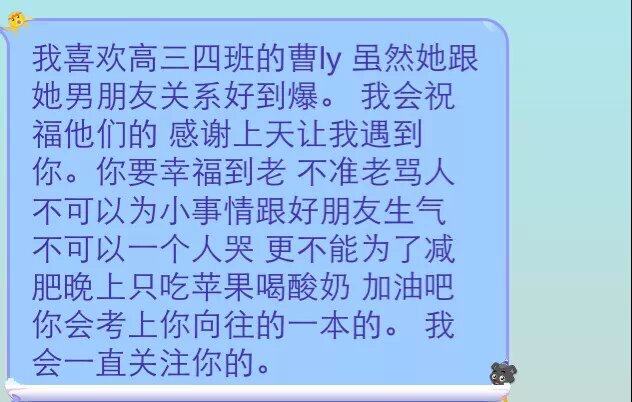 我喜欢高三四班的曹ly 虽然她跟
她男朋友关系好到爆。 我会祝
福他们的 感谢上天让我遇到
你。你要幸福到老 不准老骂人
不可以为小事情跟好朋友生气
不可以一个人哭 更不能为了减
肥晚上只吃苹果喝酸奶 加油吧
你会考上你向往的一本的。 我
会一直关注你的。